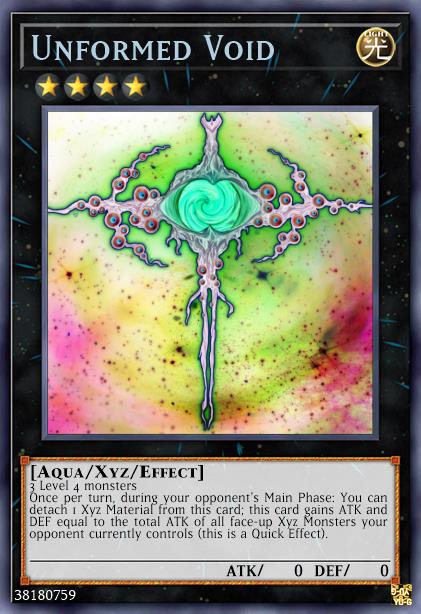 Unformed Void
LIGHT
光
[Aqua/Xyz/Effect]
3 Level 4 monsters
Once per turn, during your opponent's Main Phase: You can
detach 1 Xyz Material from this card; this card gains ATK and
DEF equal to the total ATK of all face-up Xyz Monsters your
opponent currently controls (this is a Quick Effect).
ATK/ 0 DEF/ 0
38180759